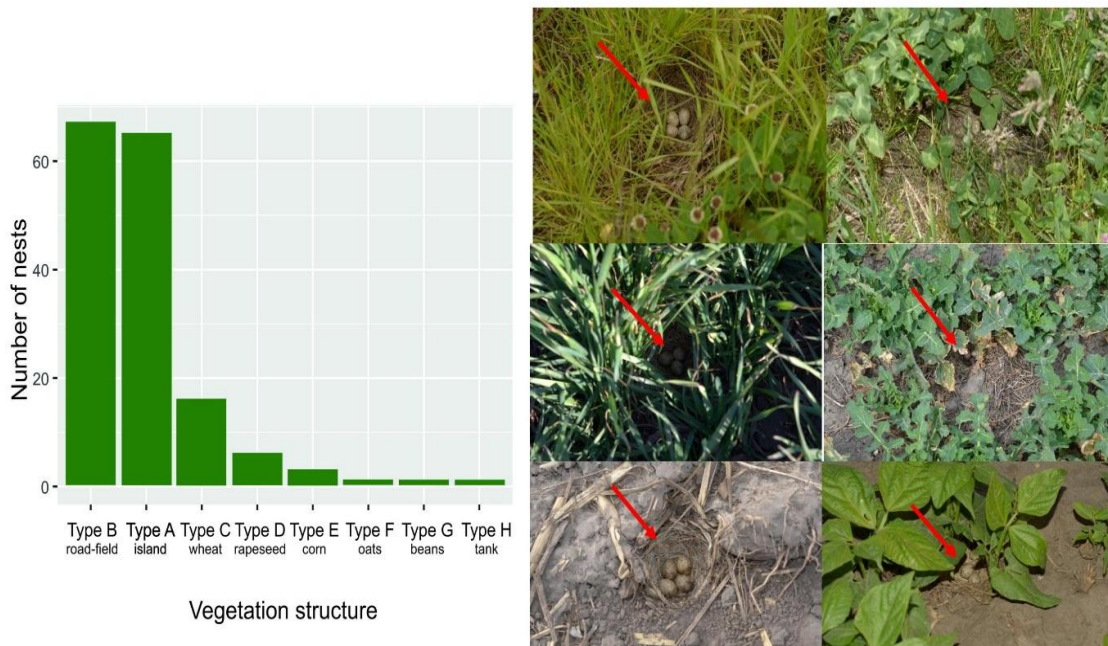 Number of nests
60
40
20
0
Type B Type A Type C Type D Type E Type F Type G Type H
road-field island wheat rapeseed corn oats beans tank
Vegetation structure